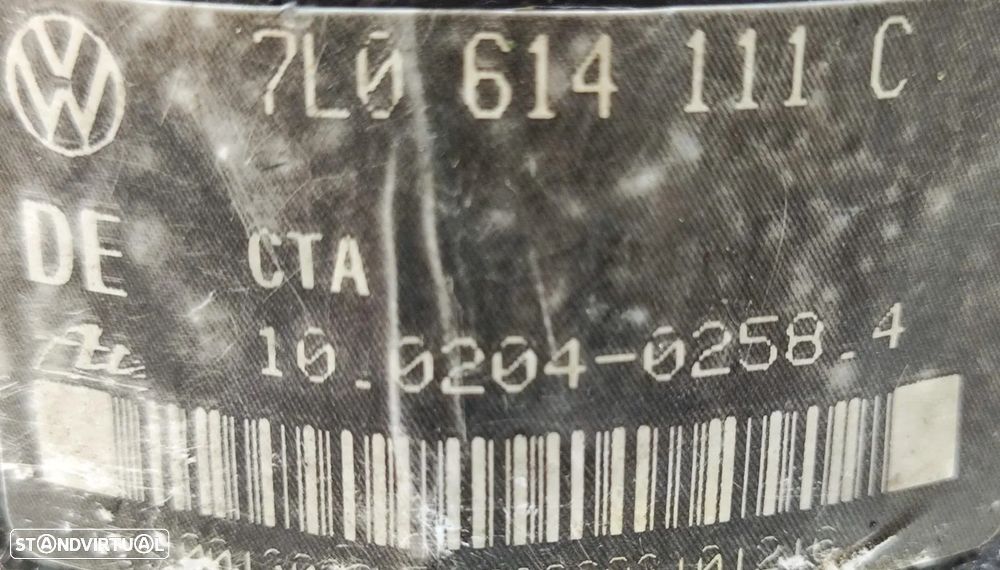 7L0 614 111 C
DE CTA
10.0204-0258.4
STANDVIRTUAL